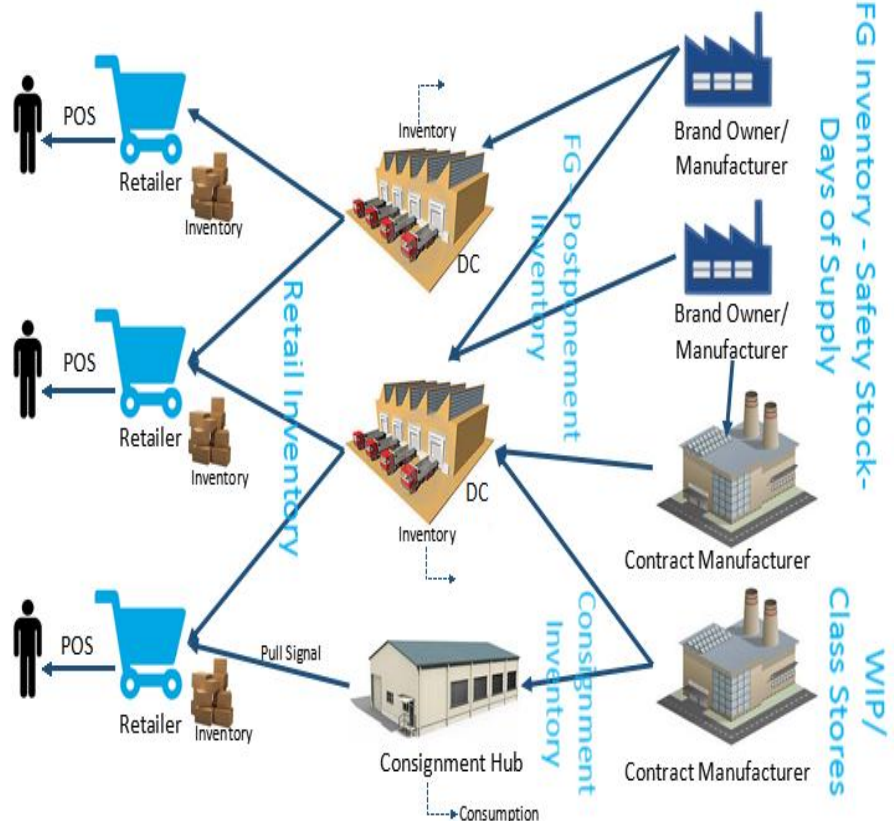 POS
Retailer
Inventory
POS
Retailer
Inventory
POS
Retailer
Inventory
Retail Inventory
Inventory
DC
DC
Inventory
Pull Signal
Consignment Hub
Consumption
FG - Postponement
Inventory
Consignment
Inventory
Brand Owner/
Manufacturer
Brand Owner/
Manufacturer
Contract Manufacturer
Contract Manufacturer
FG Inventory - Safety Stock-
Days of Supply
WIP/
Class Stores